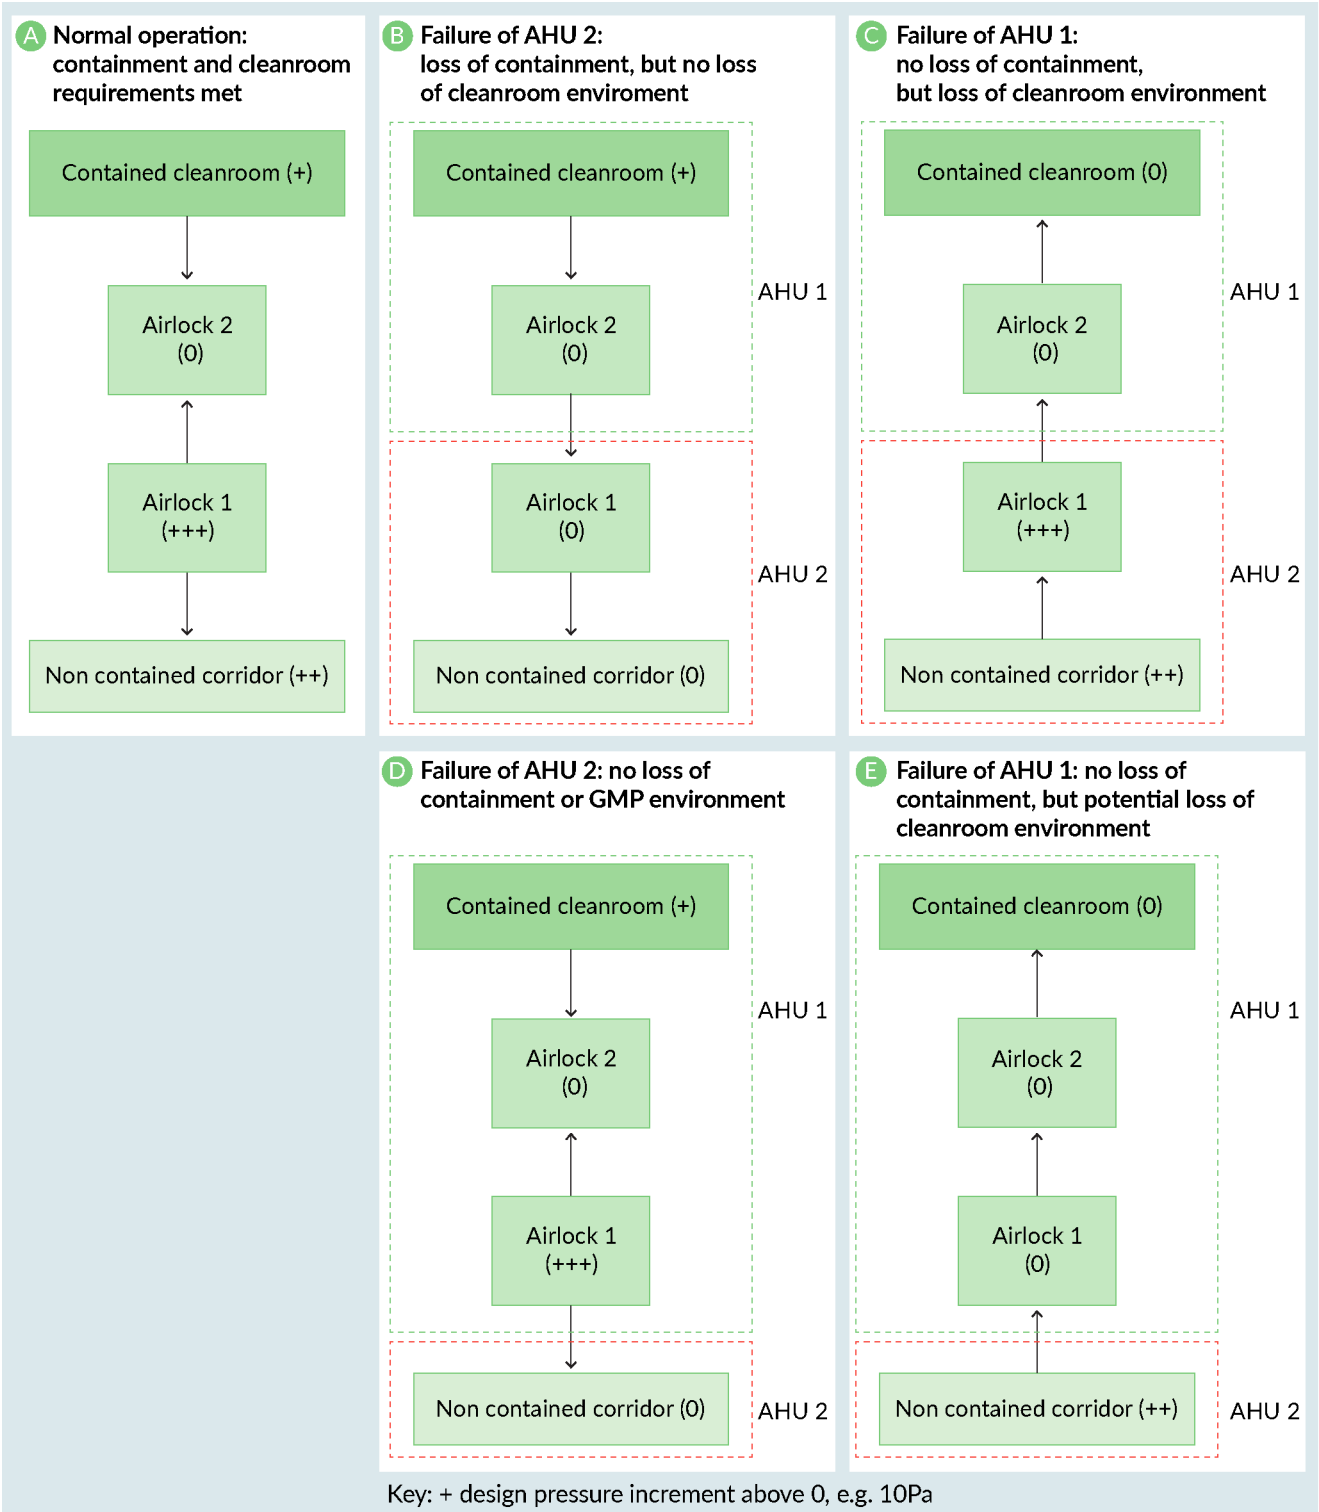 A Normal operation:
containment and cleanroom
requirements met
Contained cleanroom (+)
Airlock 2
(0)
Airlock 1
(+++)
Non contained corridor (++)
B Failure of AHU 2:
loss of containment, but no loss
of cleanroom enviroment
Contained cleanroom (+)
Airlock 2
(0)
AHU 1
Airlock 1
(0)
AHU 2
Non contained corridor (0)
C Failure of AHU 1:
no loss of containment,
but loss of cleanroom environment
Contained cleanroom (0)
AHU 1
Airlock 2
(0)
Airlock 1
(+++)
AHU 2
Non contained corridor (++)
D Failure of AHU 2: no loss of
containment or GMP environment
Contained cleanroom (+)
AHU 1
Airlock 2
(0)
Airlock 1
(+++)
Non contained corridor (0)
AHU 2
E Failure of AHU 1: no loss of
containment, but potential loss of
cleanroom environment
Contained cleanroom (0)
AHU 1
Airlock 2
(0)
Airlock 1
(0)
Non contained corridor (++)
AHU 2
Key: + design pressure increment above 0, e.g. 10Pa